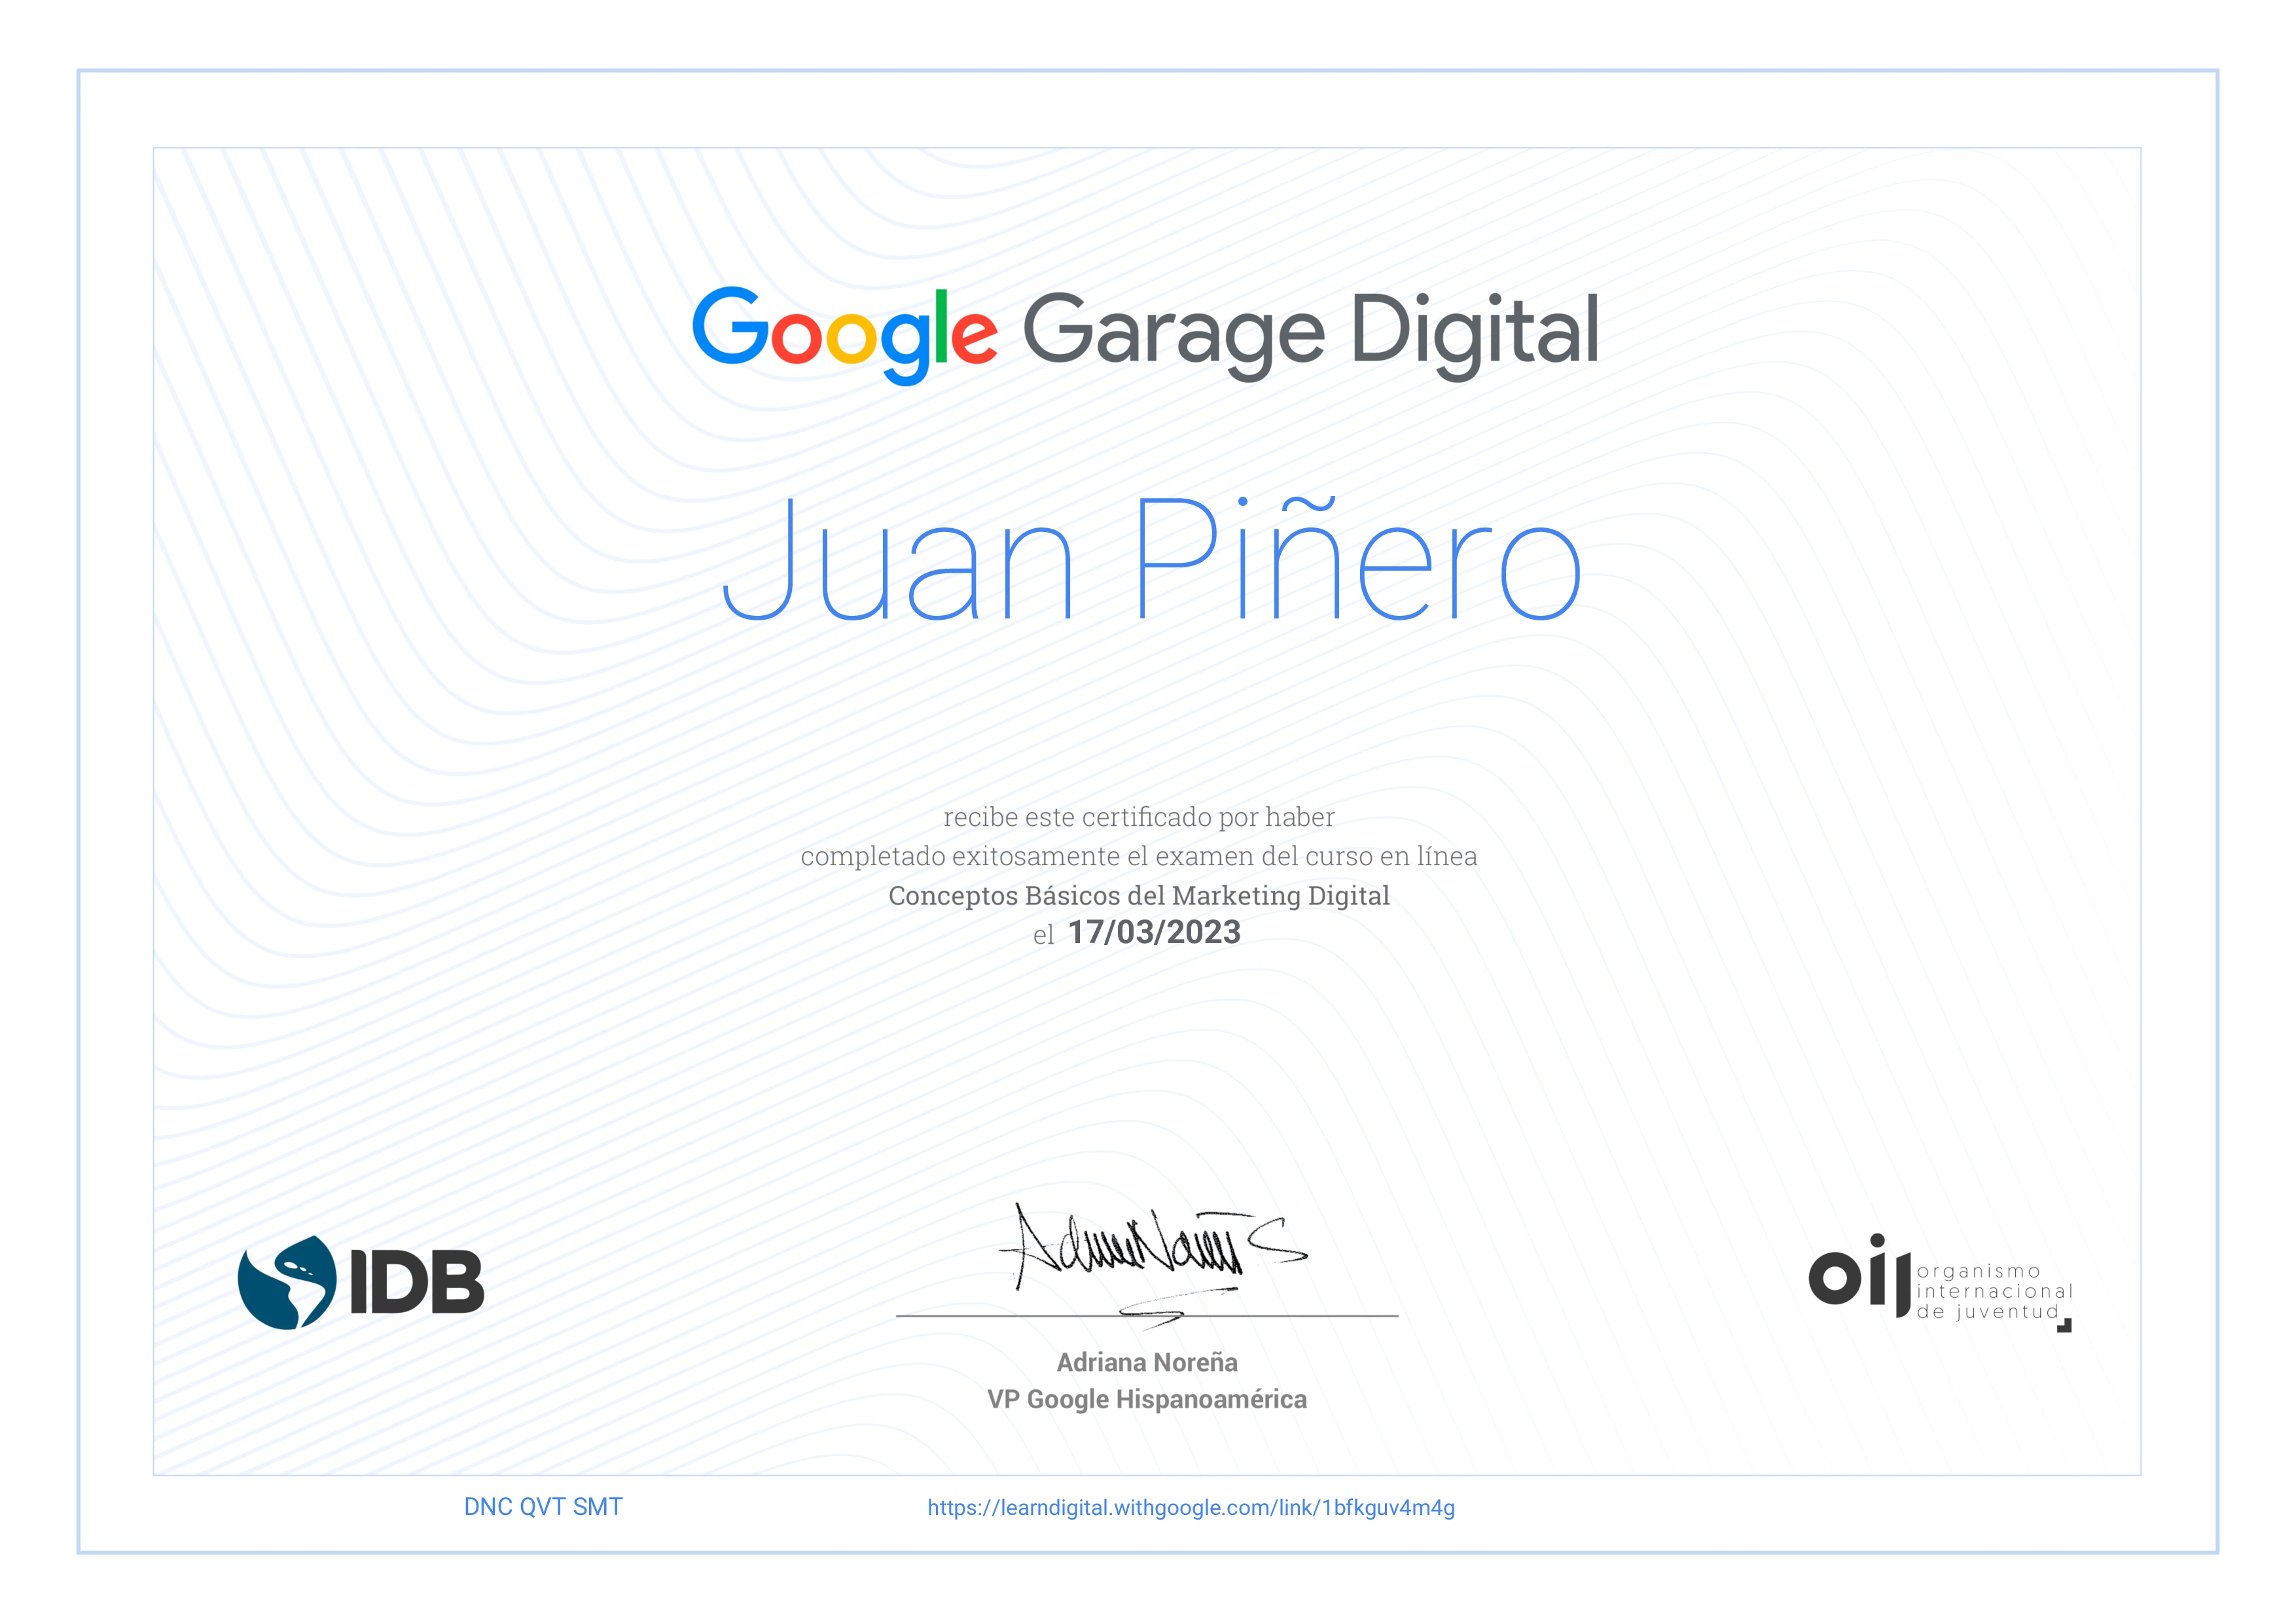 Google Garage Digital
Juan Piñero
recibe este certificado por haber
completado exitosamente el examen del curso en línea
Conceptos Básicos del Marketing Digital
el 17/03/2023
IDB
Adriana Noreña
VP Google Hispanoamérica
oij organismo
internacional
de juventud
DNC QVT SMT
https://learndigital.withgoogle.com/link/1bfkguv4m4g